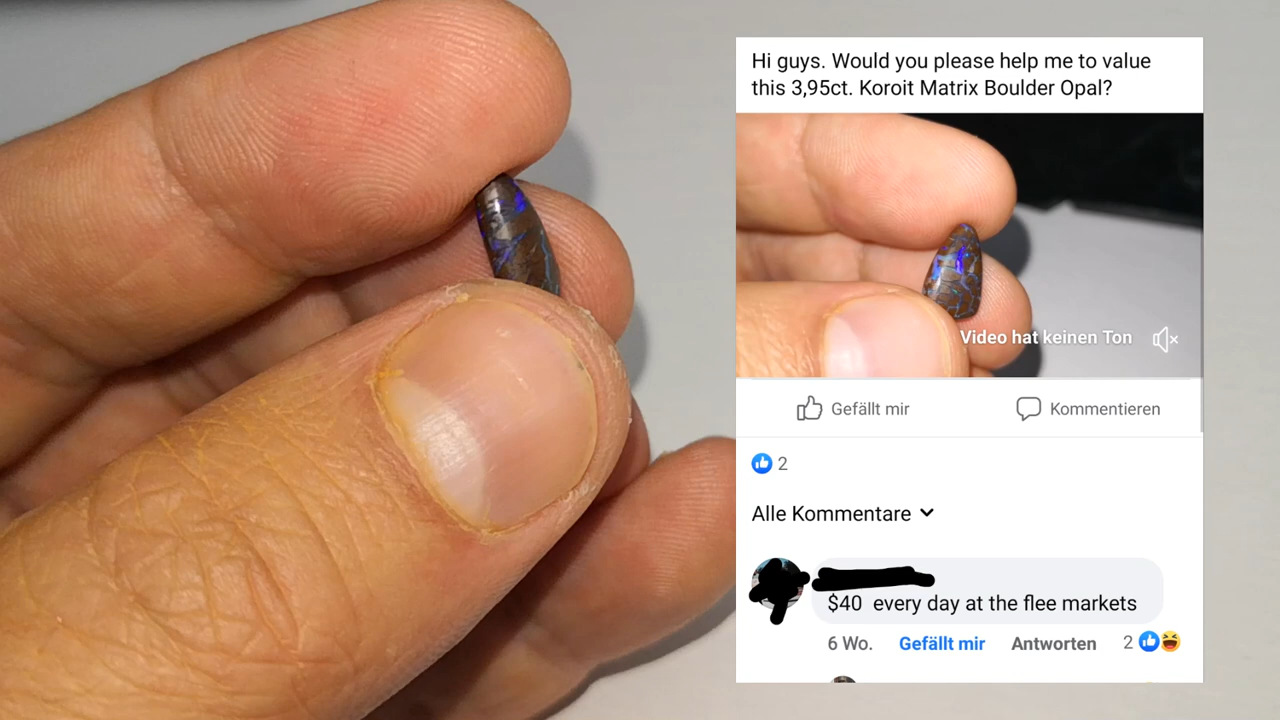 Hi guys. Would you please help me to value
this 3,95ct. Koroit Matrix Boulder Opal?
Video hat keinen Ton
Gefällt mir
Kommentieren
2
Alle Kommentare
$40 every day at the flee markets
6 Wo. Gefällt mir Antworten 2